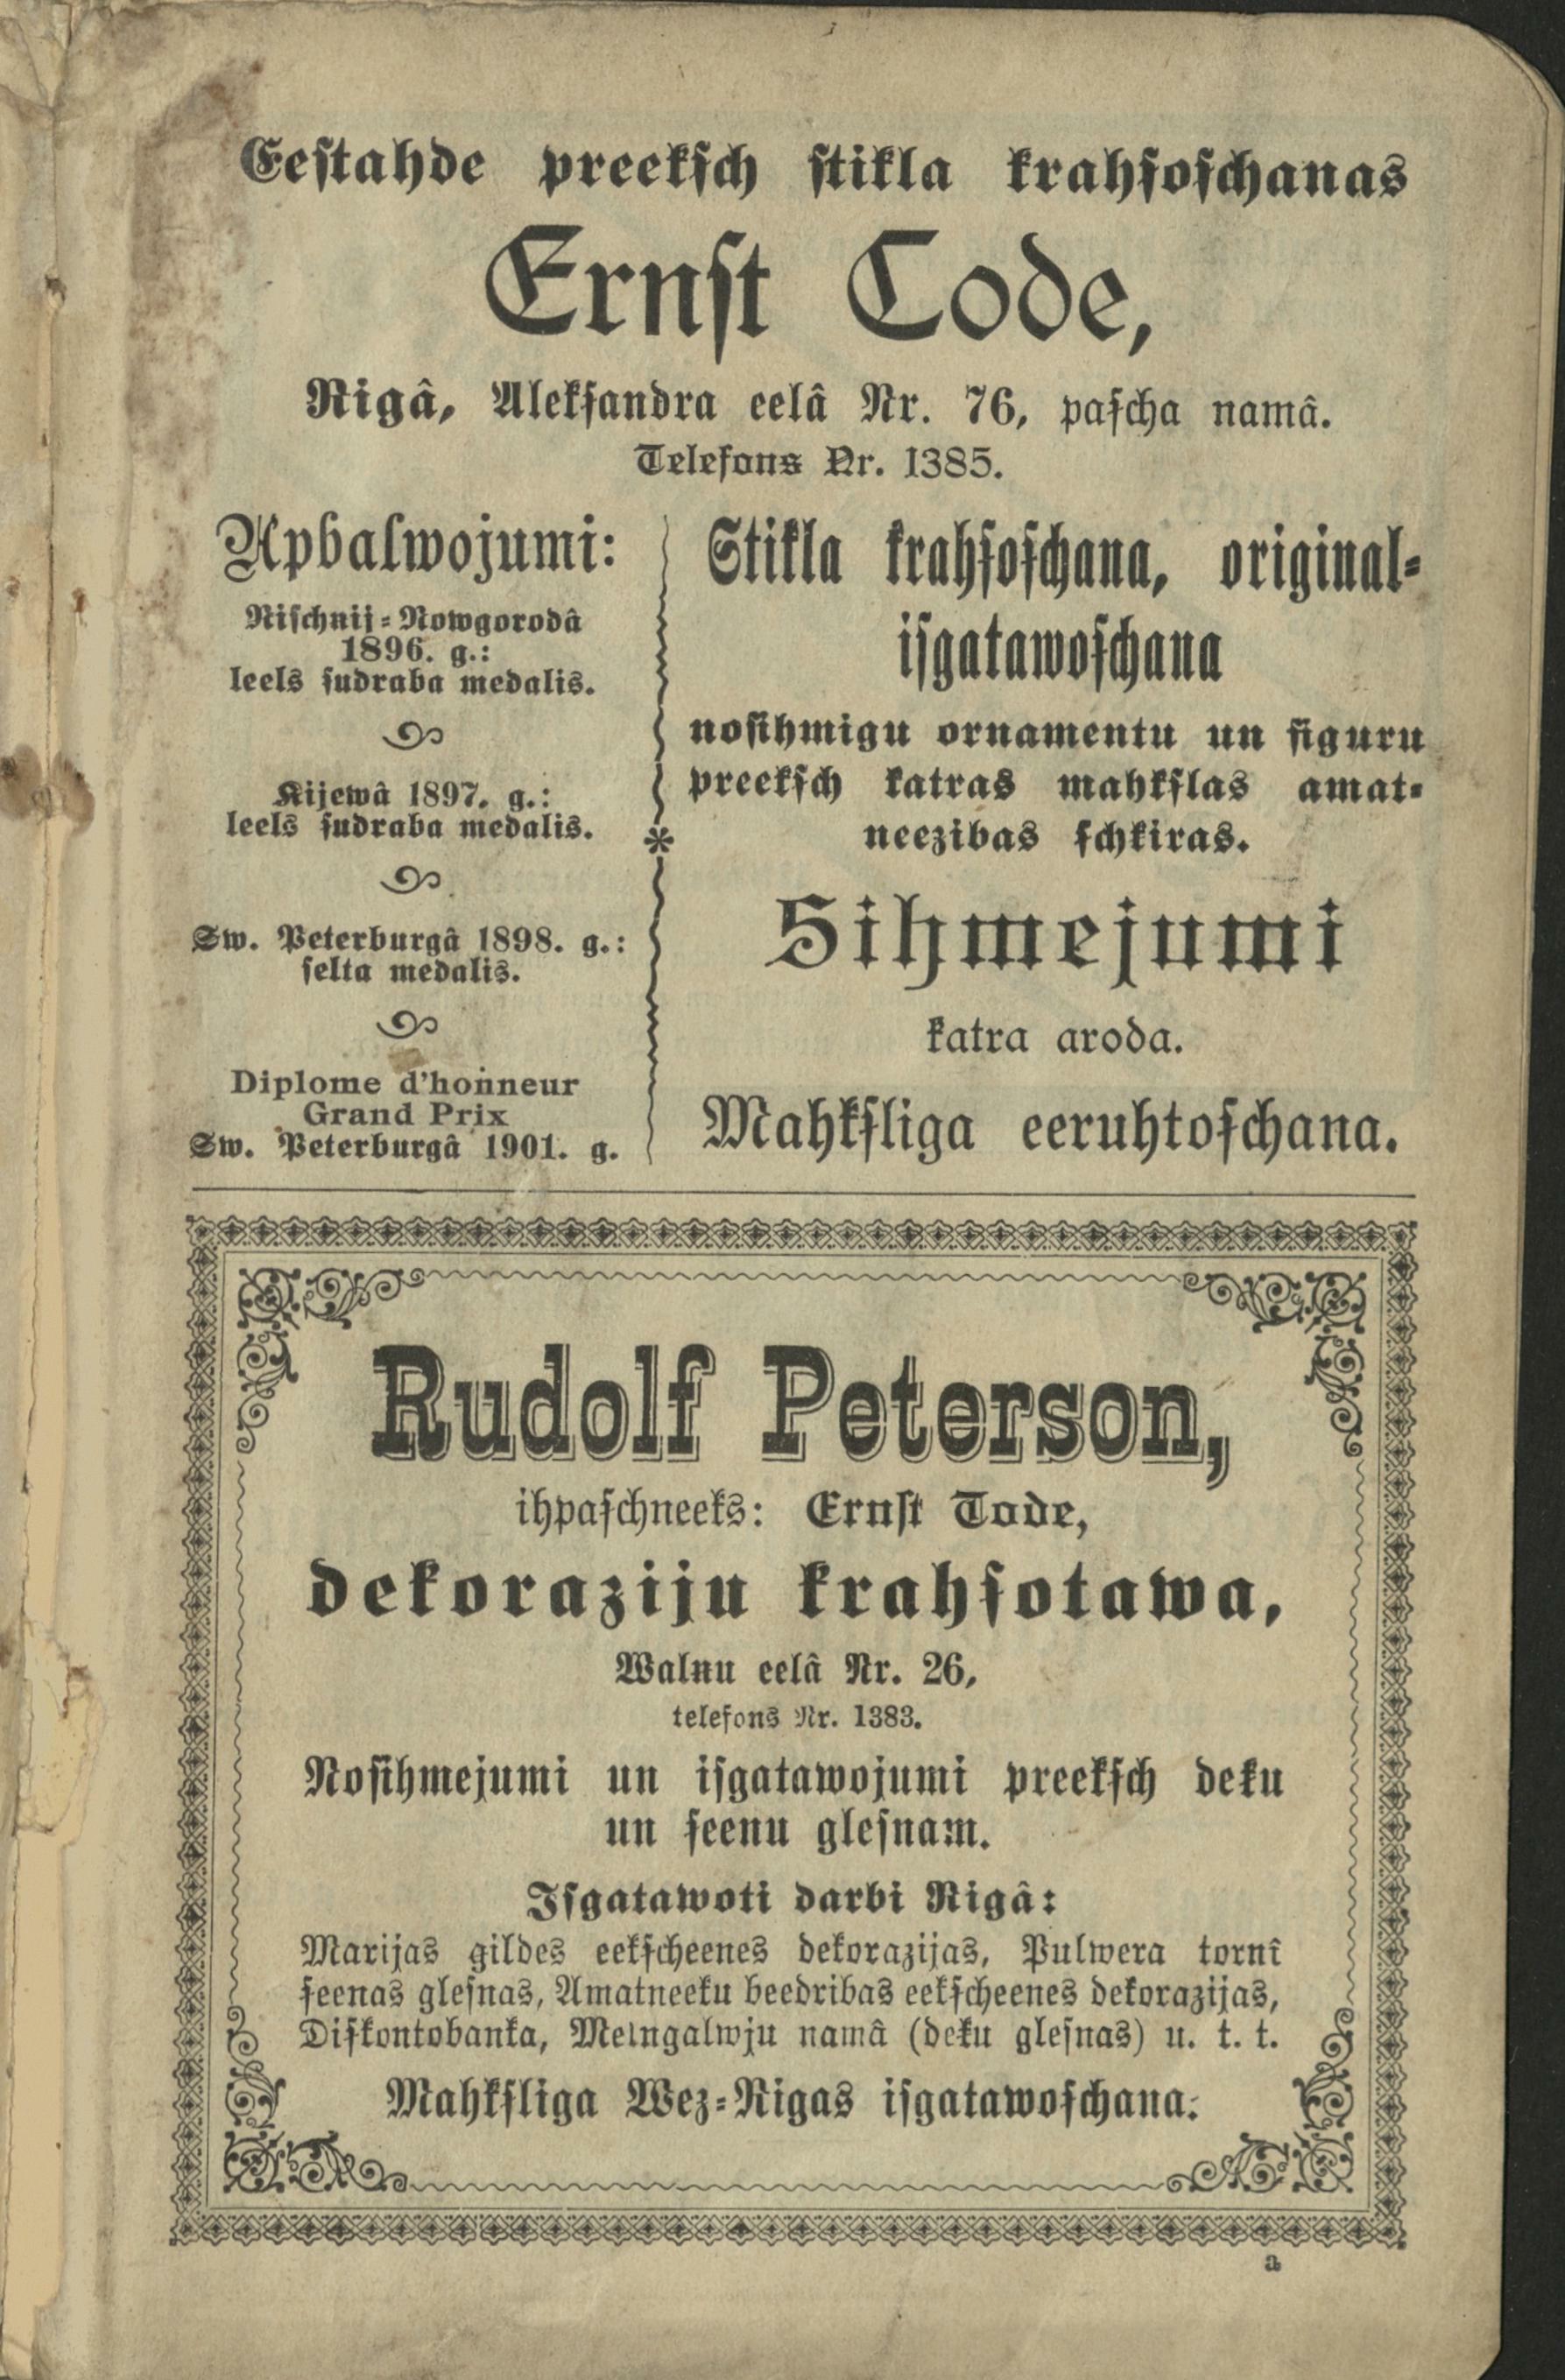 Eestahde preeksch stikla krahsoschanas
Ernst Tode,
Rigâ, Aleksandra eelâ Nr. 76, pascha namâ.
Telefons Nr. 1385.
Apbalwojumi:
Nischnij-Nowgorodâ
1896. g.:
leels sudraba medalis.
Kijewâ 1897. g.:
leels sudraba medalis.
Sw. Peterburgâ 1898. g.:
selta medalis.
Diplome d'honneur
Grand Prix
Sw. Peterburgâ 1901. g.
*
Stikla krahsoschana, original-
isgatawoschana
nosihmigu ornamentu un figuru
preeksch katras mahkslas amat-
neezibas schkiras.
Sihmejumi
katra aroda.
Mahksliga eeruhtoschana.
Rudolf Peterson,
ihpaschneeks: Ernst Tode,
dekoraziju krahsotawa,
Walnu eelâ Nr. 26,
telefons Nr. 1383.
Nosihmejumi un isgatawojumi preeksch deku
un seenu glesnam.
Isgatawoti darbi Rigâ:
Marijas gildes eekscheenes dekorazijas, Pulwera tornî
seenas glesnas, Amatneeku beedribas eekscheenes dekorazijas,
Diskontobanka, Melngalwju namâ (deku glesnas) u. t. t.
Mahksliga Wez-Rigas isgatawoschana.
a